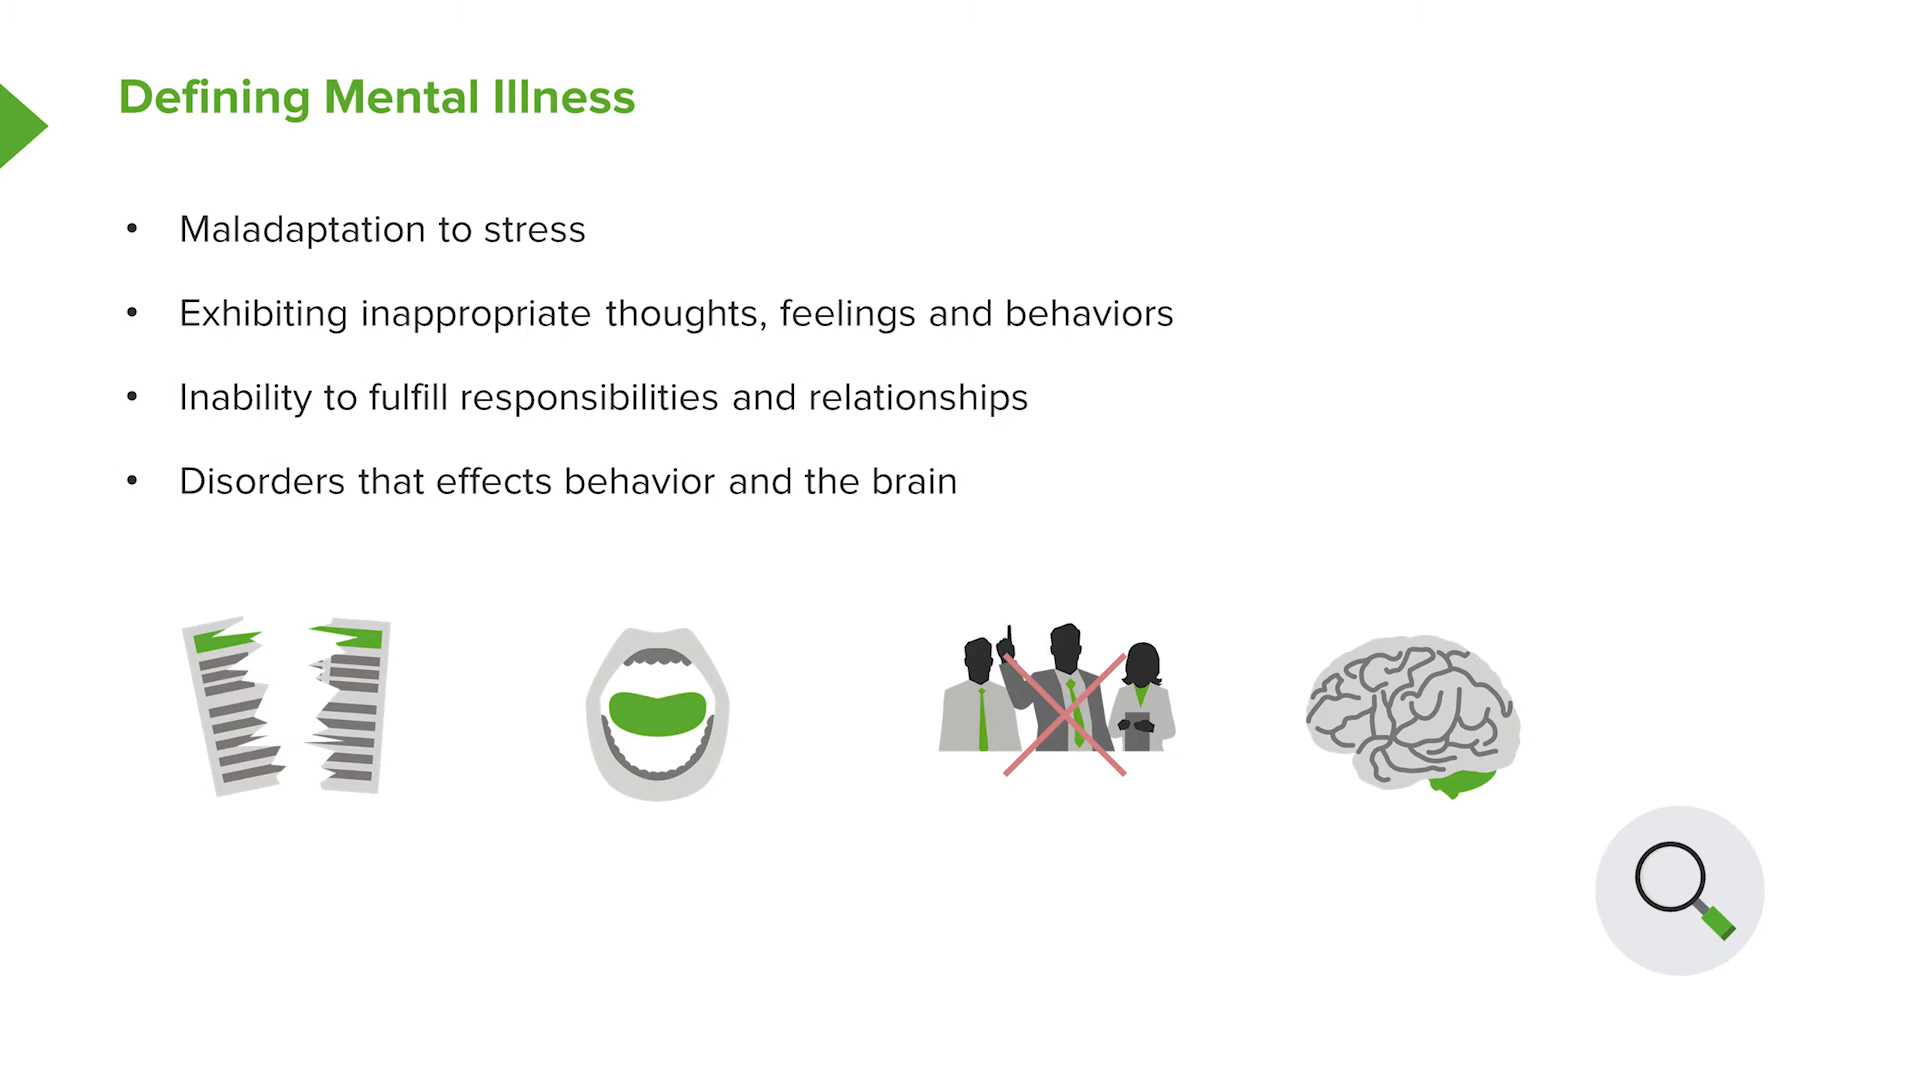 Defining Mental Illness
• Maladaptation to stress
• Exhibiting inappropriate thoughts, feelings and behaviors
• Inability to fulfill responsibilities and relationships
• Disorders that effects behavior and the brain